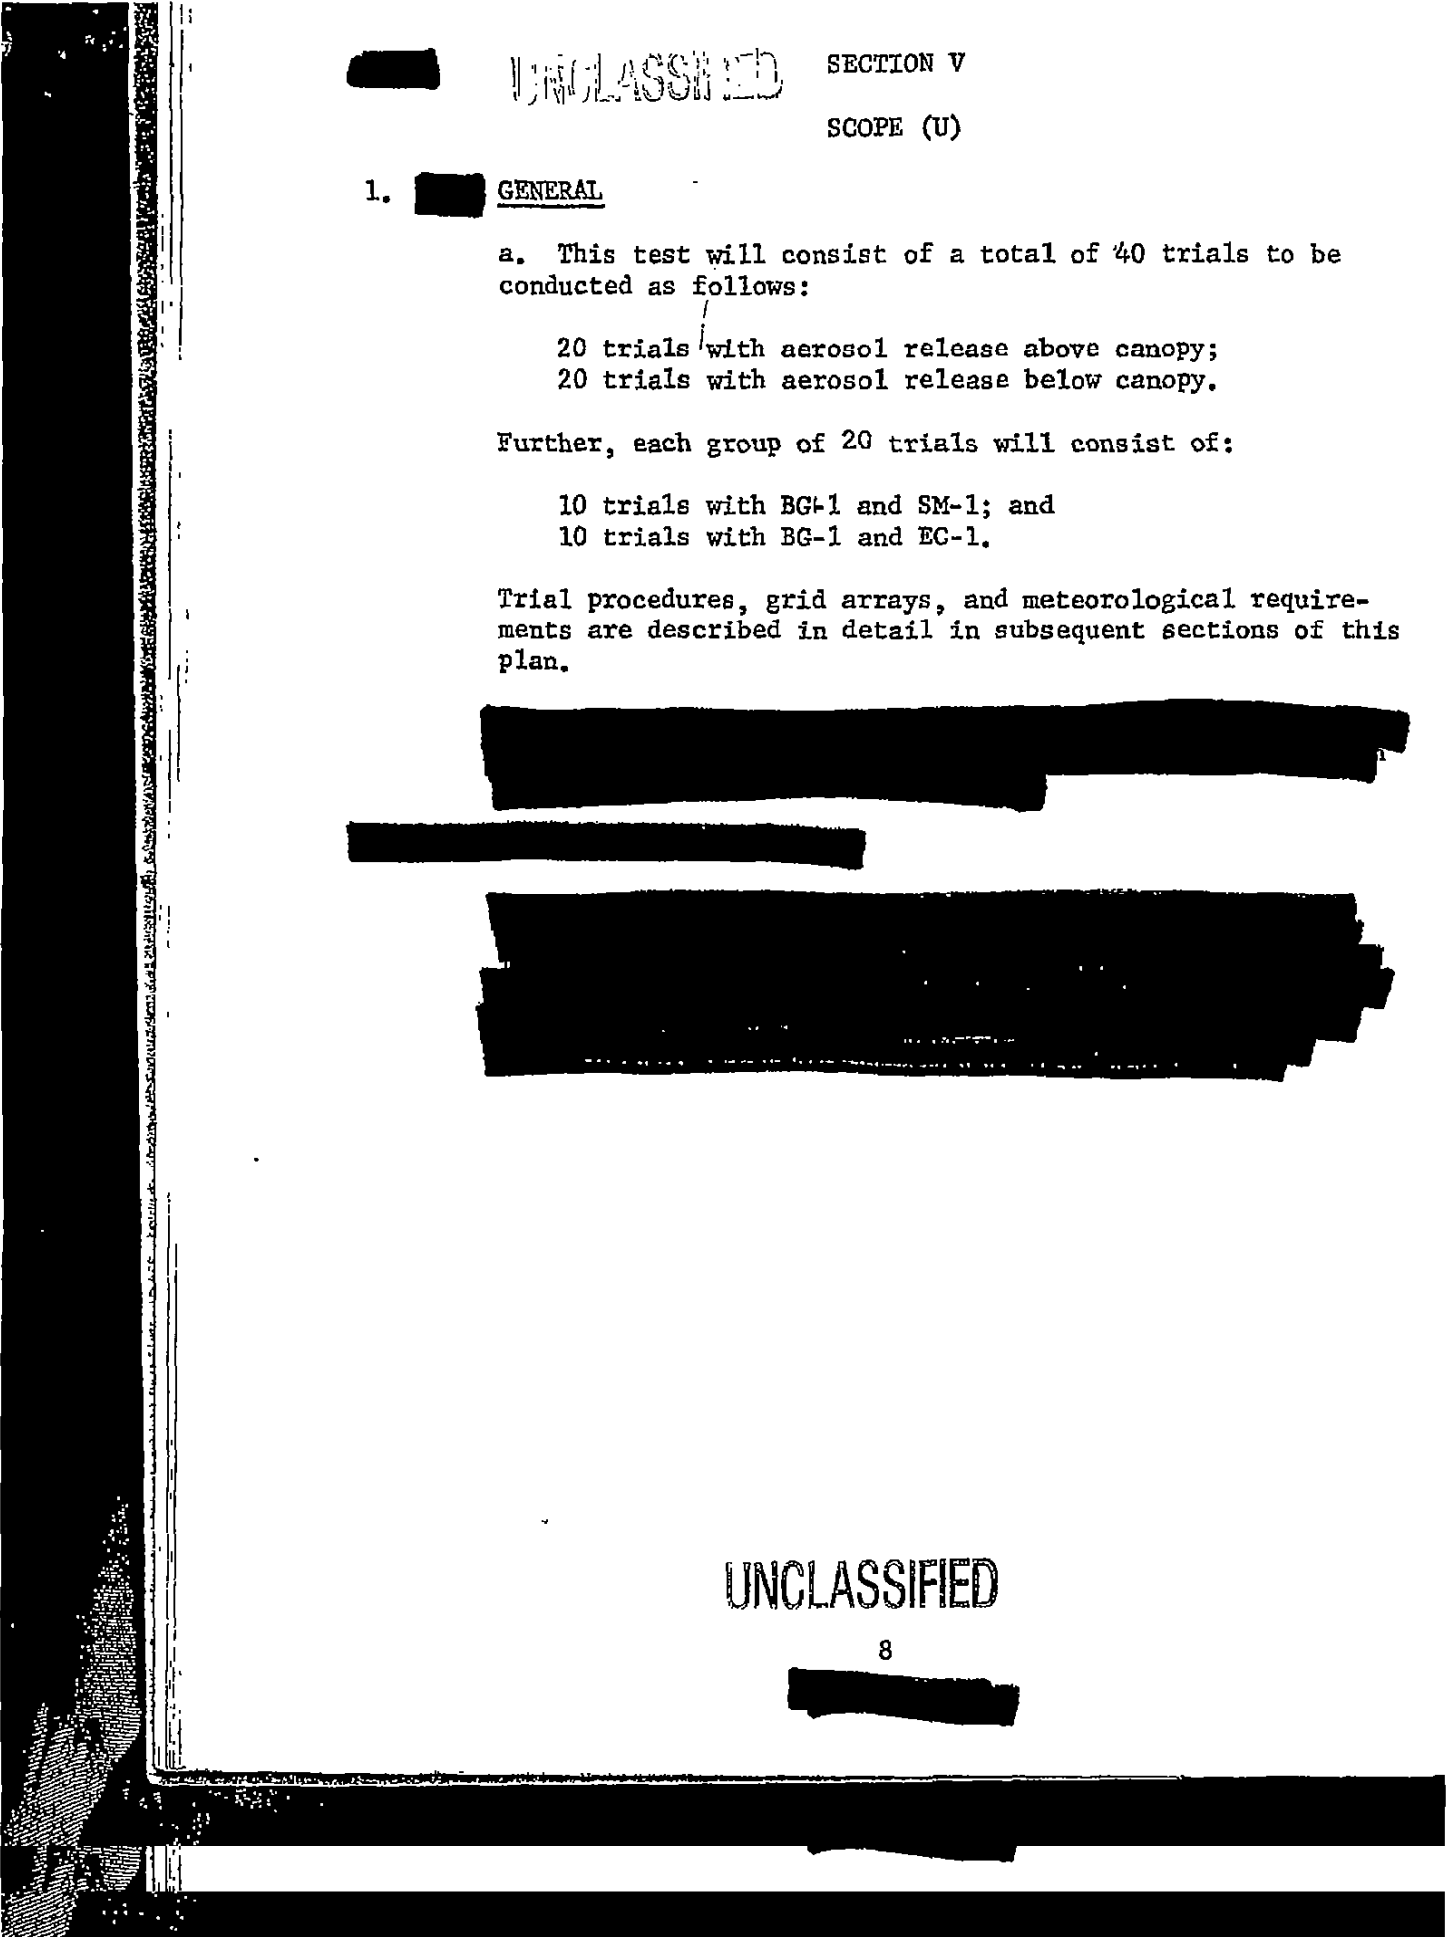 UNCLASSIFIED
SECTION V
SCOPE (U)
1. GENERAL
a. This test will consist of a total of 40 trials to be
conducted as follows:
20 trials with aerosol release above canopy;
20 trials with aerosol release below canopy.
Further, each group of 20 trials will consist of:
10 trials with BG-1 and SM-1; and
10 trials with BG-1 and EC-1.
Trial procedures, grid arrays, and meteorological require-
ments are described in detail in subsequent sections of this
plan.
UNCLASSIFIED
8